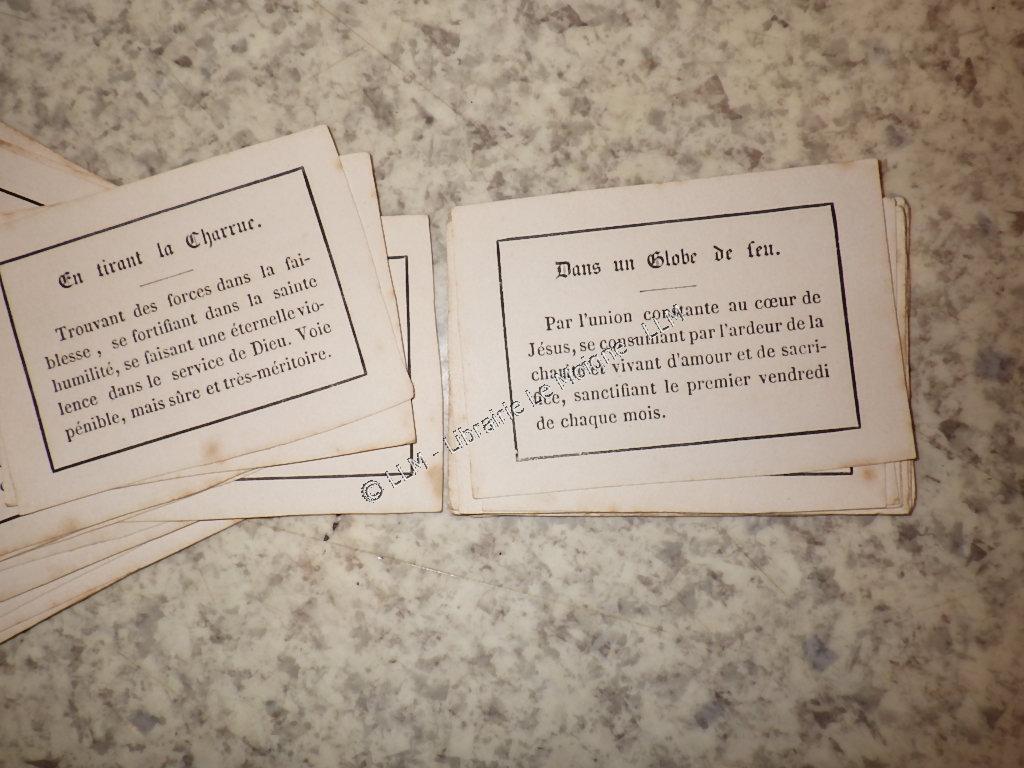 En tirant la Charrue.
Trouvant des forces dans la fai-
blesse , se fortifiant dans la sainte
humilité, se faisant une éternelle vio-
lence dans le service de Dieu. Voie
pénible, mais sûre et très-méritoire.
Dans un Globe de feu.
Par l'union constante au cœur de
Jésus, se consumant par l'ardeur de la
charité et vivant d'amour et de sacri-
fice, sanctifiant le premier vendredi
de chaque mois.
© LLM - Librairie Le Moigne - LLM